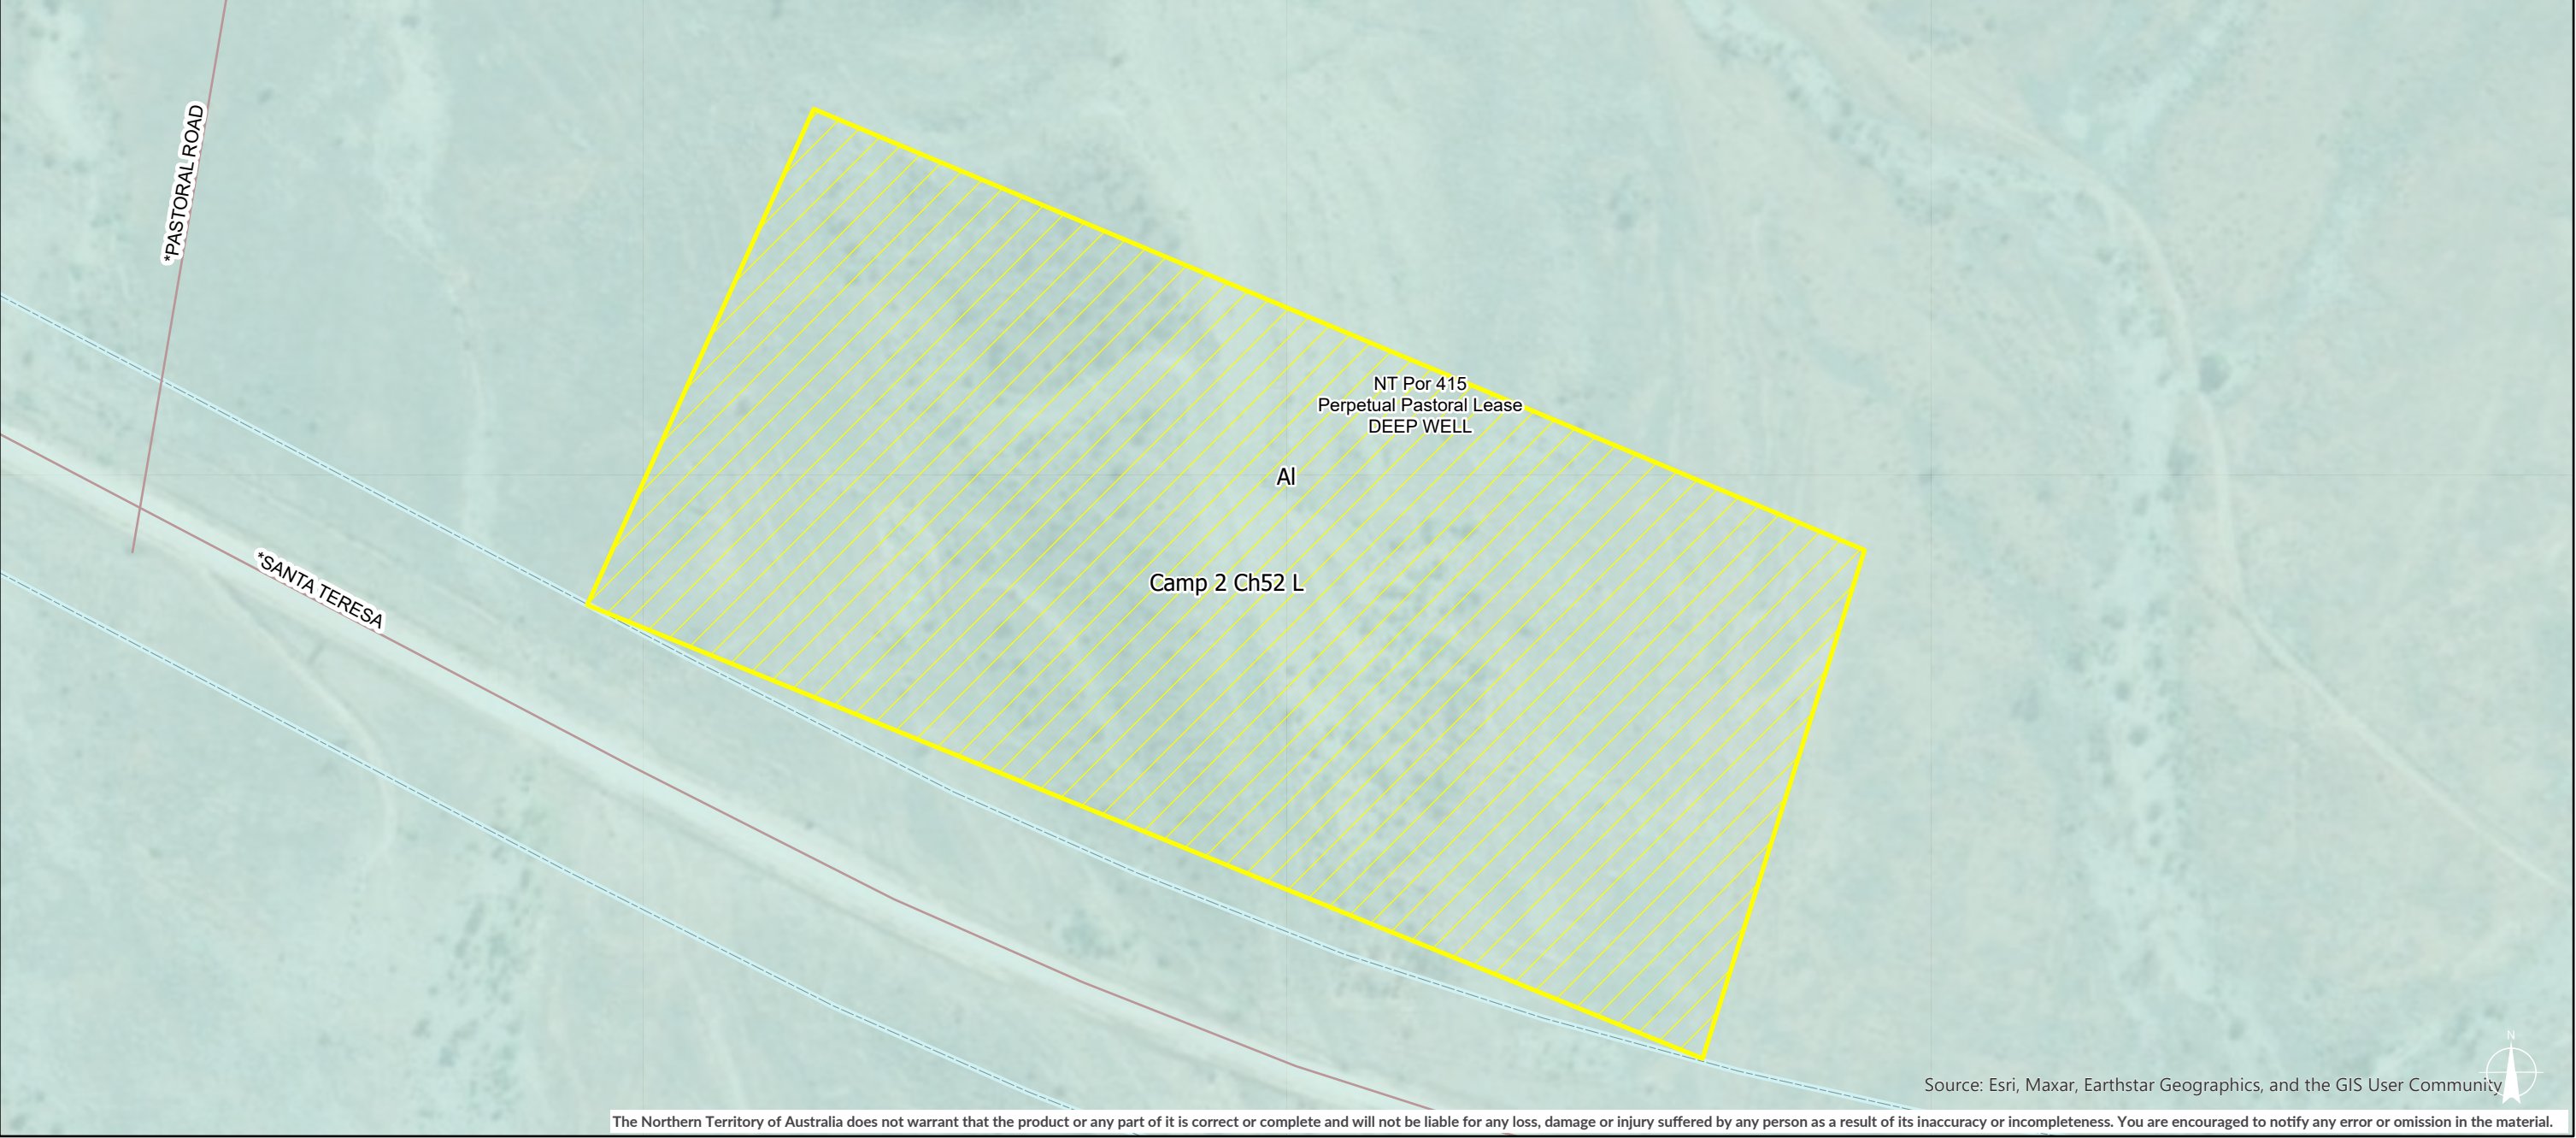 *PASTORAL ROAD
NT Por 415
Perpetual Pastoral Lease
DEEP WELL
Al
Camp 2 Ch52 L
*SANTA TERESA
N
Source: Esri, Maxar, Earthstar Geographics, and the GIS User Community
The Northern Territory of Australia does not warrant that the product or any part of it is correct or complete and will not be liable for any loss, damage or injury suffered by any person as a result of its inaccuracy or incompleteness. You are encouraged to notify any error or omission in the material.